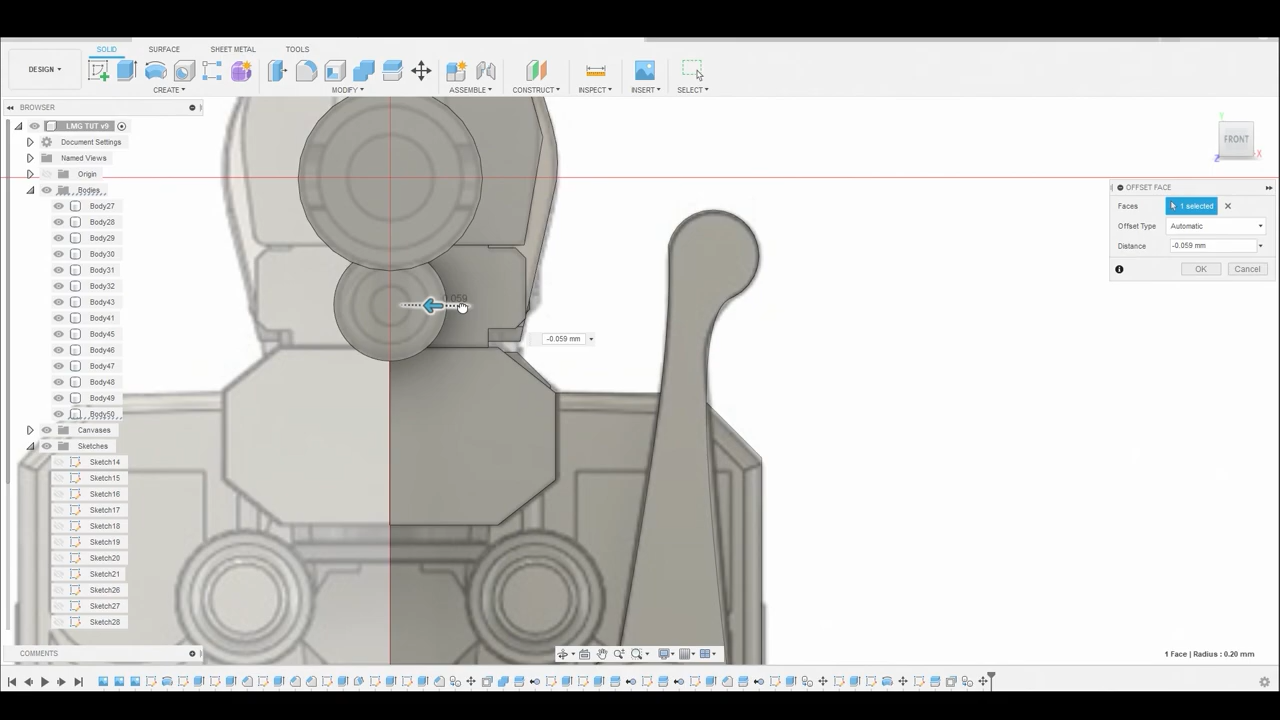 SOLID SURFACE SHEET METAL TOOLS
DESIGN
CREATE MODIFY ASSEMBLE CONSTRUCT INSPECT INSERT SELECT
BROWSER
LMG TUT v9
Document Settings
Named Views
Origin
Bodies
Body27
Body28
Body29
Body30
Body31
Body32
Body43
Body41
Body45
Body46
Body47
Body48
Body49
Body50
Canvases
Sketches
Sketch14
Sketch15
Sketch16
Sketch17
Sketch18
Sketch19
Sketch20
Sketch21
Sketch26
Sketch27
Sketch28
COMMENTS
-0.059 mm
Y
FRONT
Z X
OFFSET FACE
Faces 1 selected
Offset Type Automatic
Distance -0.059 mm
OK Cancel
1 Face | Radius : 0.20 mm